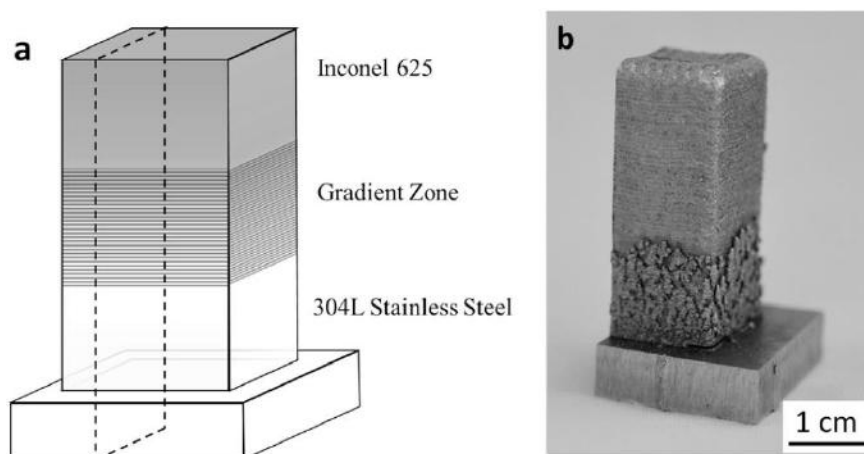 a
Inconel 625
Gradient Zone
304L Stainless Steel
b
1 cm